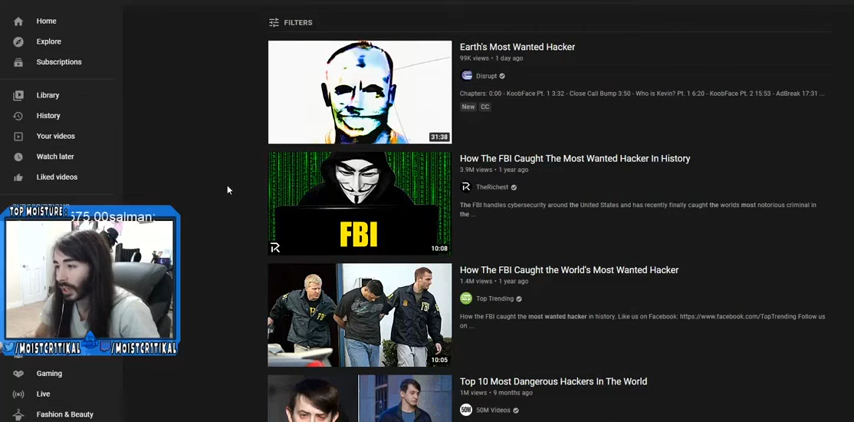 Home
Explore
Subscriptions
Library
History
Your videos
Watch later
Liked videos
TOP MOISTURE
575.00salman:
/MOISTCR1TIKAL
/MOISTCR1TIKAL
Gaming
Live
Fashion & Beauty
FILTERS
31:38
Earth's Most Wanted Hacker
99K views • 1 day ago
Disrupt
Chapters: 0:00 - KoobFace Pt. 1 3:32 - Close Call Bump 3:50 - Who is Kevin? Pt. 1 6:20 - KoobFace Pt. 2 15:53 - AdBreak 17:31 ...
New CC
FBI
10:08
How The FBI Caught The Most Wanted Hacker In History
3.9M views • 1 year ago
TheRichest
The FBI handles cybersecurity around the United States and has recently finally caught the worlds most notorious criminal in
the ...
FBI
10:05
How The FBI Caught the World's Most Wanted Hacker
1.4M views • 1 year ago
Top Trending
How the FBI caught the most wanted hacker in history. Like us on Facebook: https://www.facebook.com/TopTrending Follow us
on ...
Top 10 Most Dangerous Hackers In The World
1M views • 9 months ago
50M
50M Videos